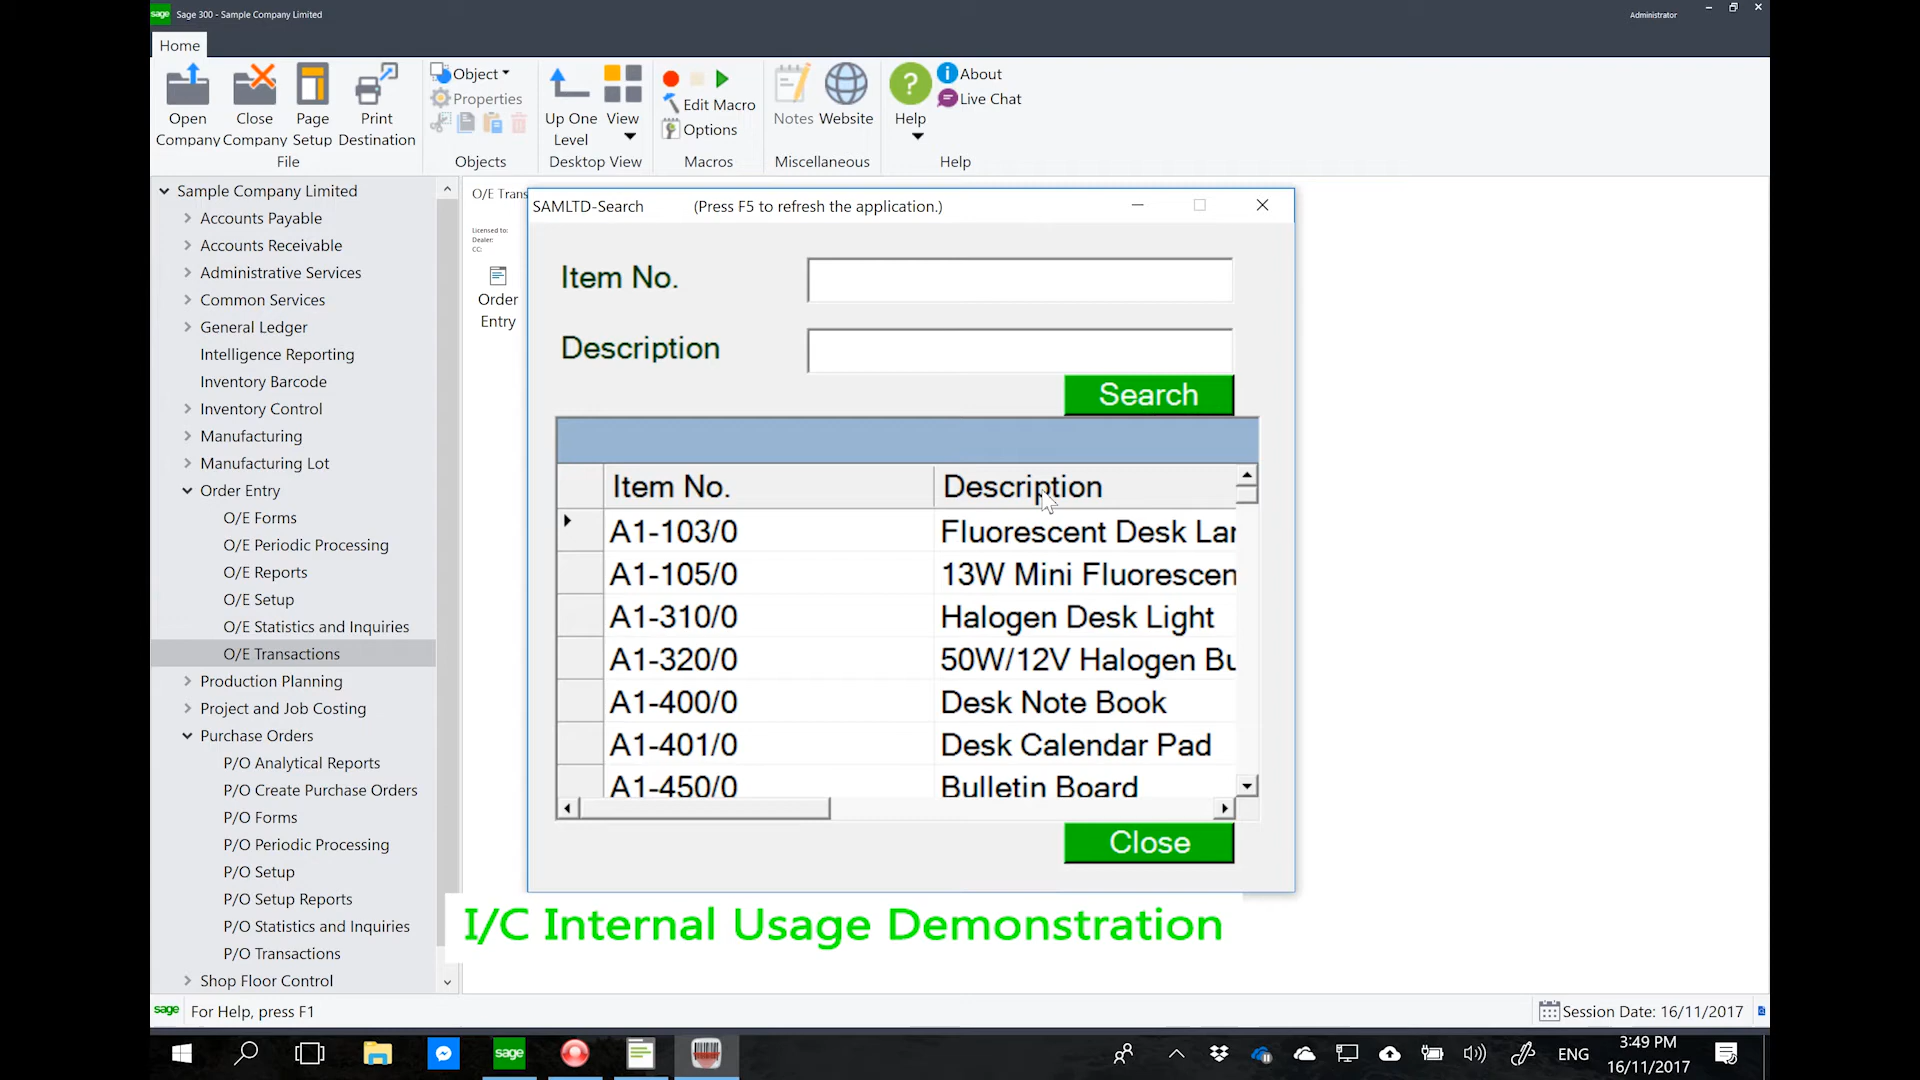 sage Sage 300 - Sample Company Limited
Administrator
Home
Open Company
Close Company
Page Setup
Print Destination
File
Object
Properties
Objects
Up One Level
View
Desktop View
Edit Macro
Options
Macros
Notes
Website
Miscellaneous
Help
About
Live Chat
Help
Sample Company Limited
Accounts Payable
Accounts Receivable
Administrative Services
Common Services
General Ledger
Intelligence Reporting
Inventory Barcode
Inventory Control
Manufacturing
Manufacturing Lot
Order Entry
O/E Forms
O/E Periodic Processing
O/E Reports
O/E Setup
O/E Statistics and Inquiries
O/E Transactions
Production Planning
Project and Job Costing
Purchase Orders
P/O Analytical Reports
P/O Create Purchase Orders
P/O Forms
P/O Periodic Processing
P/O Setup
P/O Setup Reports
P/O Statistics and Inquiries
P/O Transactions
Shop Floor Control
O/E Trans
Licensed to:
Dealer:
CC:
Order
Entry
SAMLTD-Search (Press F5 to refresh the application.)
Item No.
Description
Search
Item No. Description
A1-103/0 Fluorescent Desk Lar
A1-105/0 13W Mini Fluorescen
A1-310/0 Halogen Desk Light
A1-320/0 50W/12V Halogen Bu
A1-400/0 Desk Note Book
A1-401/0 Desk Calendar Pad
A1-450/0 Bulletin Board
Close
I/C Internal Usage Demonstration
sage For Help, press F1
Session Date: 16/11/2017
sage
ENG
3:49 PM
16/11/2017